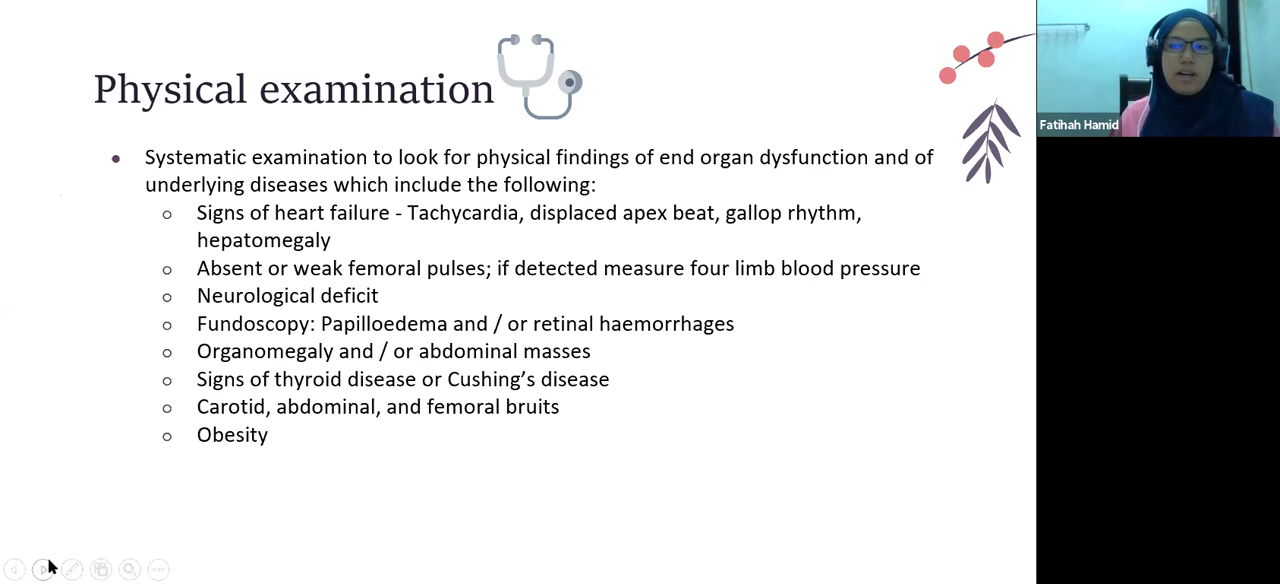 Physical examination
Systematic examination to look for physical findings of end organ dysfunction and of
underlying diseases which include the following:
Signs of heart failure - Tachycardia, displaced apex beat, gallop rhythm,
hepatomegaly
Absent or weak femoral pulses; if detected measure four limb blood pressure
Neurological deficit
Fundoscopy: Papilloedema and / or retinal haemorrhages
Organomegaly and / or abdominal masses
Signs of thyroid disease or Cushing’s disease
Carotid, abdominal, and femoral bruits
Obesity
Fatihah Hamid